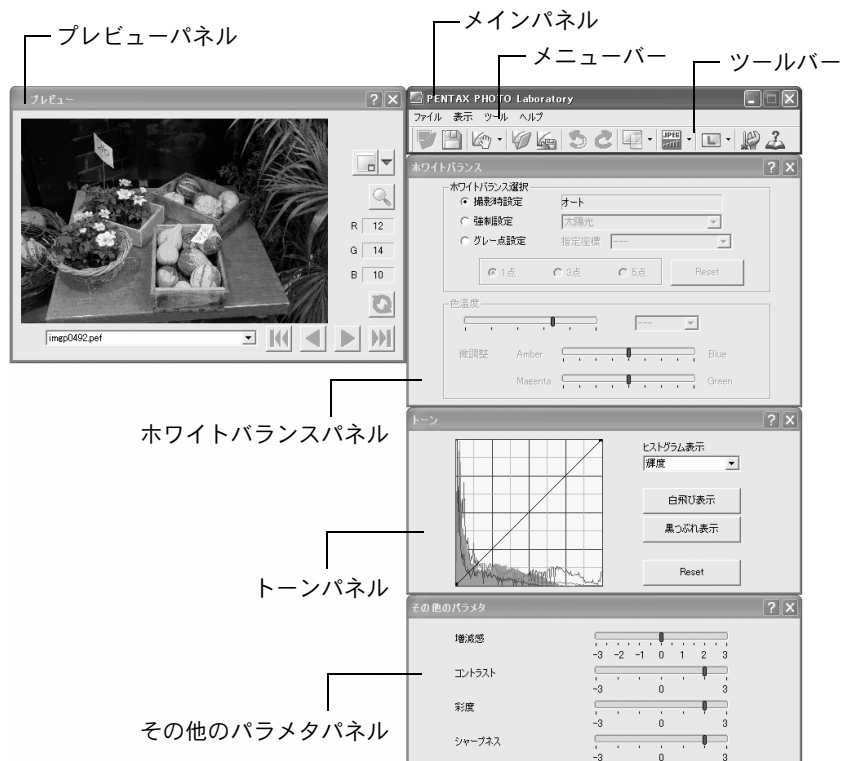 メインパネル
プレビューパネル
メニューバー
ツールバー
プレビュー
R 12
G 14
B 10
imgp0492.pef
PENTAX PHOTO Laboratory
ファイル 表示 ツール ヘルプ
JPEG
ホワイトバランス
ホワイトバランス選択
撮影時設定 オート
強制設定 太陽光
グレー点設定 指定座標 ---
1点 3点 5点 Reset
色温度
---
微調整 Amber Blue
Magenta Green
ホワイトバランスパネル
トーン
ヒストグラム表示
輝度
白飛び表示
黒つぶれ表示
Reset
トーンパネル
その他のパラメタ
増減感
-3 -2 -1 0 1 2 3
コントラスト
-3 0 3
彩度
-3 0 3
シャープネス
-3 0 3
その他のパラメタパネル